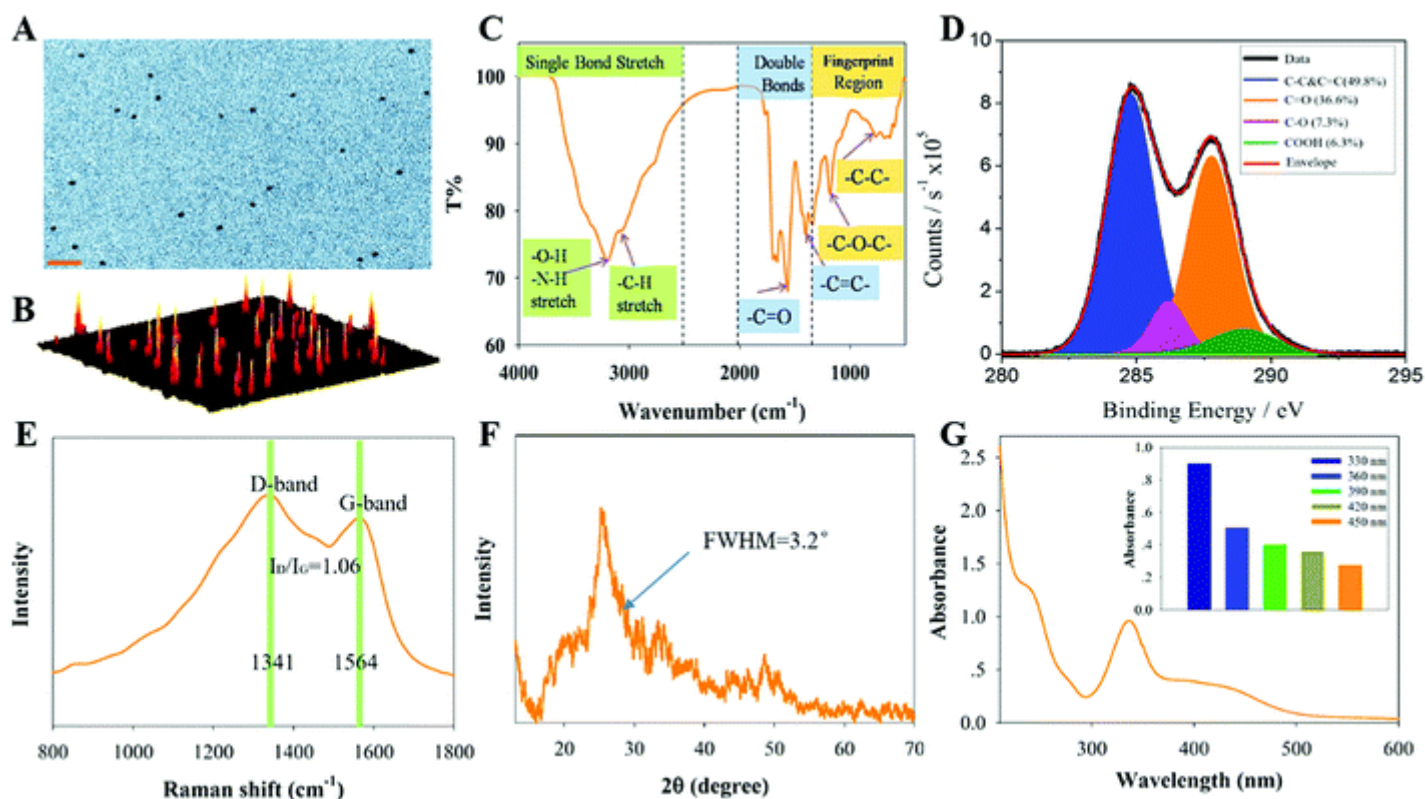 A
B
C
Single Bond Stretch
Double
Bonds
Fingerprint
Region
100
90
80
70
60
T%
-O-H
-N-H
stretch
-C-H
stretch
-C=O
-C=C-
-C-O-C-
-C-C-
4000
3000
2000
1000
Wavenumber (cm-1)
D
10
8
6
4
2
0
Counts / s-1 x105
Data
C-C&C=C(49.8%)
C=O (36.6%)
C-O (7.3%)
COOH (6.3%)
Envelope
280
285
290
295
Binding Energy / eV
E
D-band
G-band
ID/IG=1.06
1341
1564
Intensity
800
1000
1200
1400
1600
1800
Raman shift (cm-1)
F
FWHM=3.2°
Intensity
20
30
40
50
60
70
2θ (degree)
G
2.5
2.0
1.5
1.0
0.5
0.0
Absorbance
1.0
.8
.6
.4
.2
0.0
Absorbance
330 nm
360 nm
390 nm
420 nm
450 nm
300
400
500
600
Wavelength (nm)